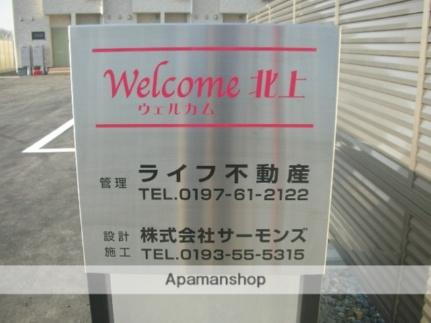 Welcome 北上
ウェルカム
管理 ライフ不動産
TEL.0197-61-2122
設計 株式会社サーモンズ
施工 TEL.0193-55-5315
Apamanshop